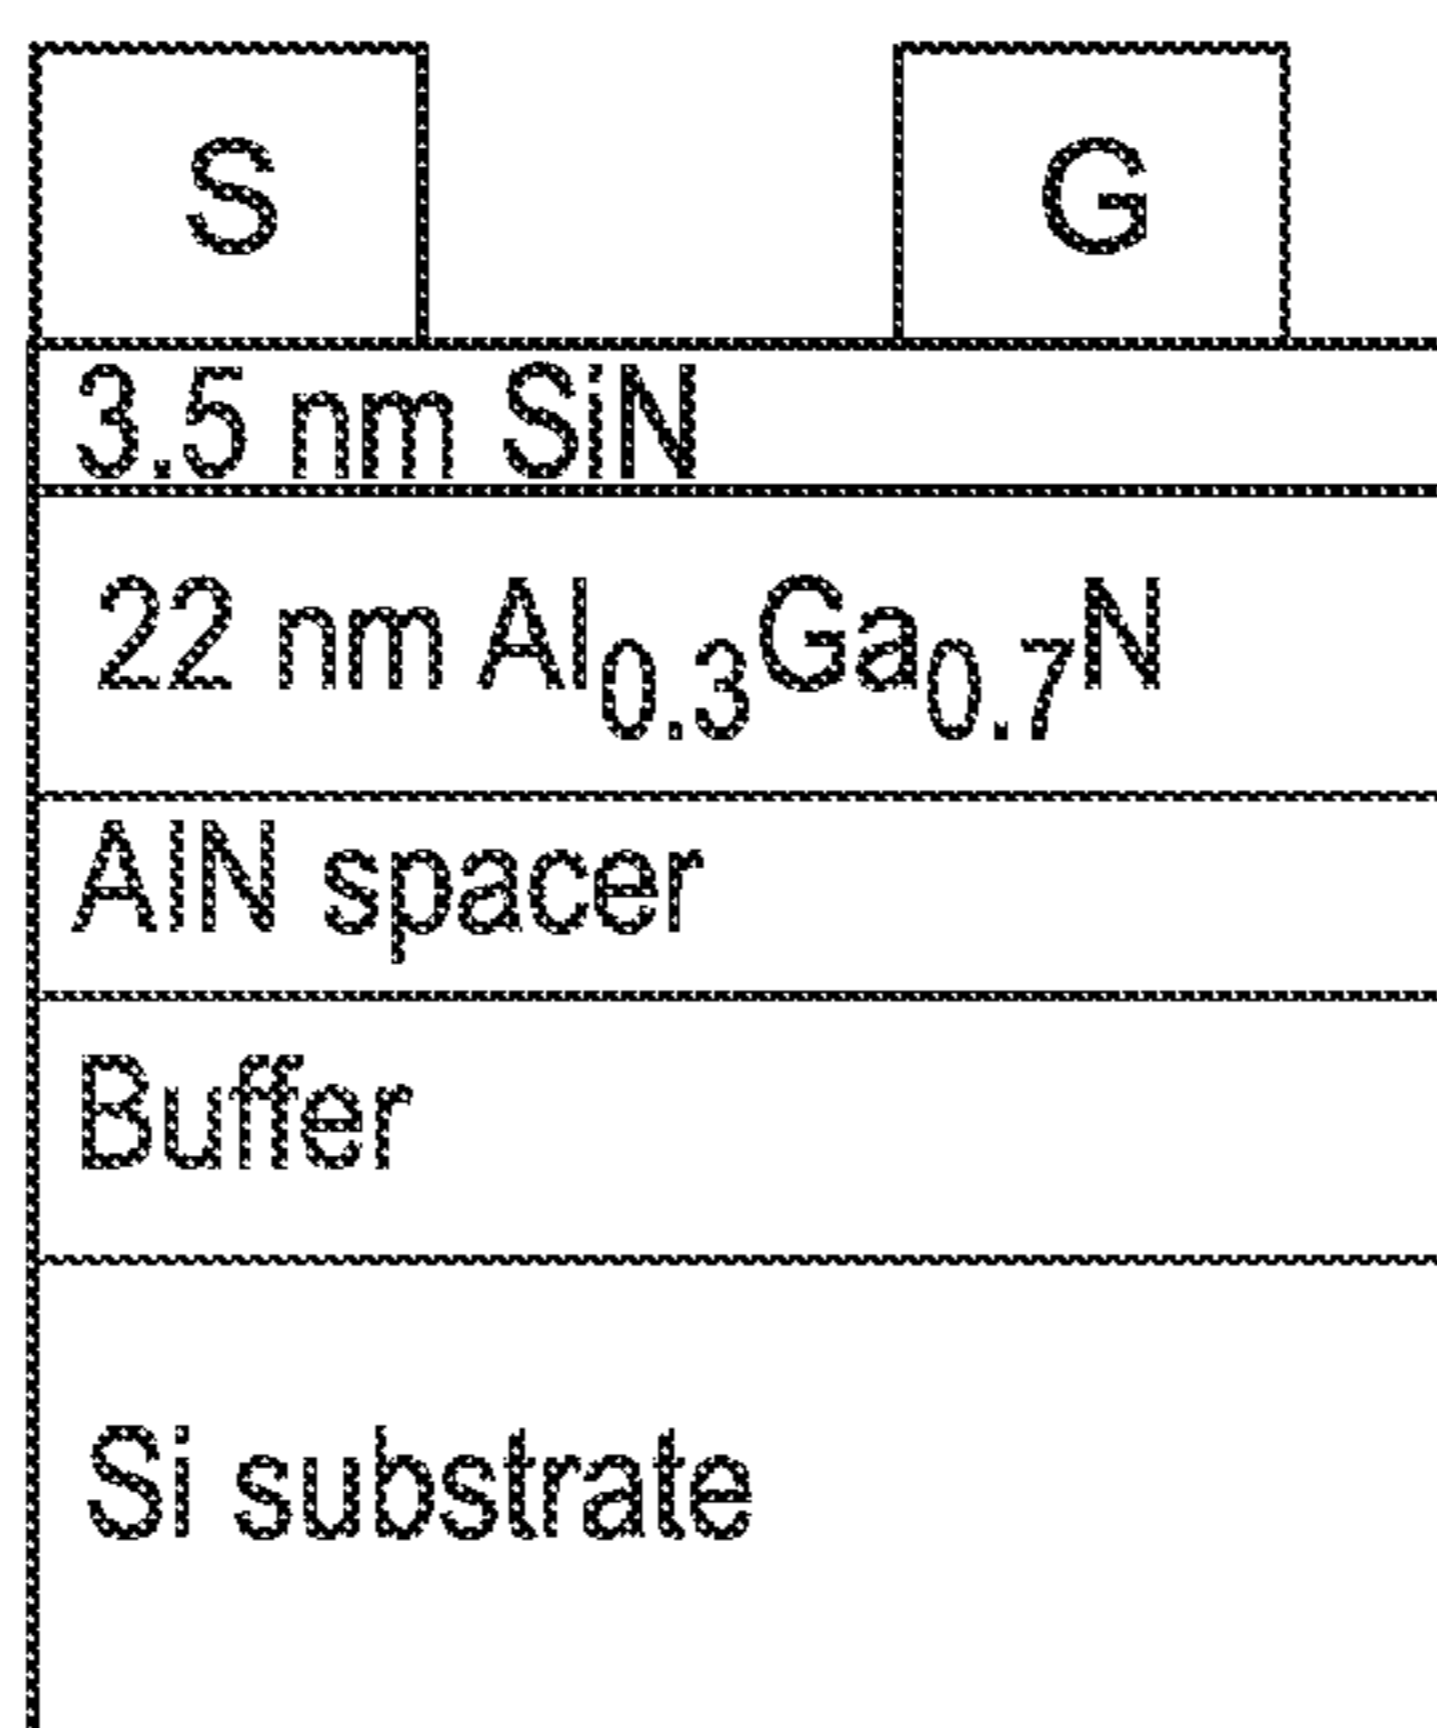 S G
3.5 nm SiN
22 nm Al0.3Ga0.7N
AlN spacer
Buffer
Si substrate